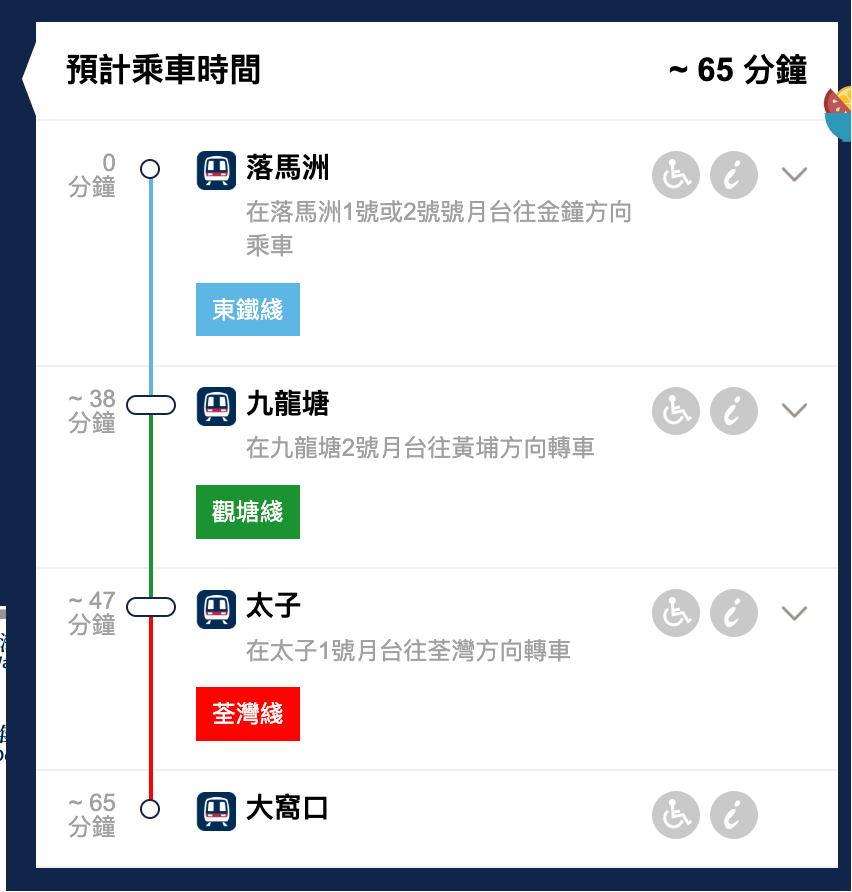 預計乘車時間 ~ 65 分鐘
0
分鐘
落馬洲
在落馬洲1號或2號號月台往金鐘方向
乘車
東鐵綫
~ 38
分鐘
九龍塘
在九龍塘2號月台往黃埔方向轉車
觀塘綫
~ 47
分鐘
太子
在太子1號月台往荃灣方向轉車
荃灣綫
~ 65
分鐘
大窩口